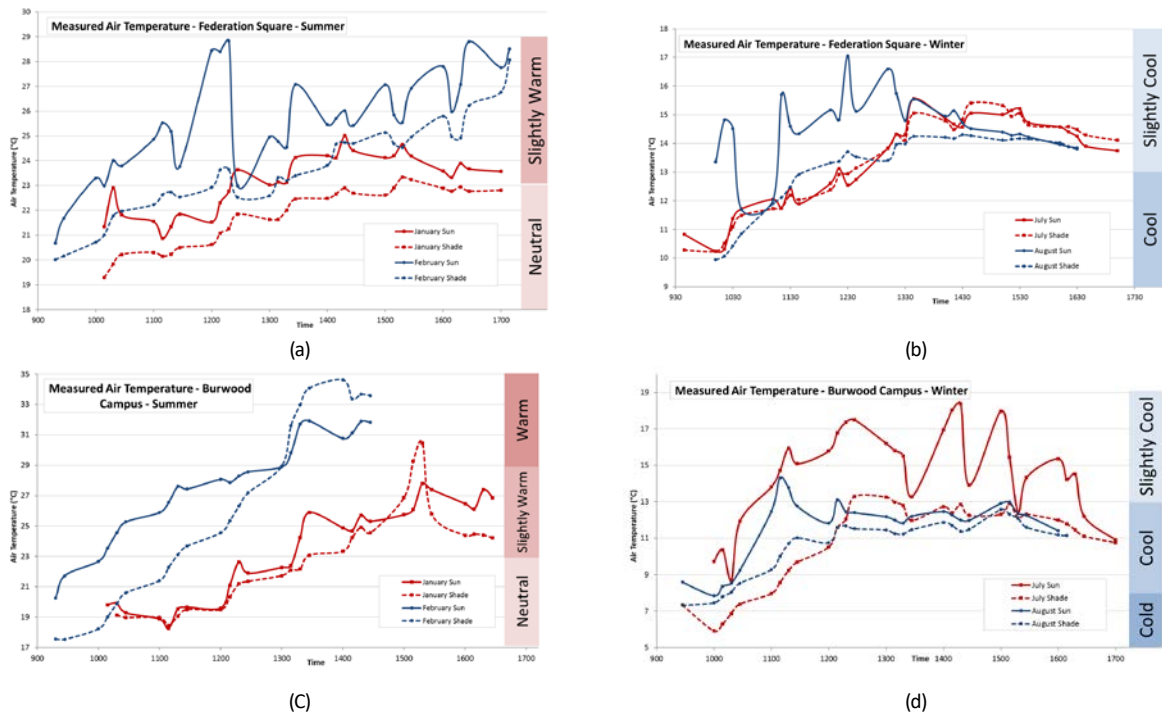 (a)
Measured Air Temperature - Federation Square - Summer
Air Temperature (°C)
30
29
28
27
26
25
24
23
22
21
20
19
18
January Sun
January Shade
February Sun
February Shade
900
1000
1100
1200
1300
1400
1500
1600
1700
Time
Slightly Warm
Neutral
(a)
(b)
Measured Air Temperature - Federation Square - Winter
Air Temperature (°C)
18
17
16
15
14
13
12
11
10
9
July Sun
July Shade
August Sun
August Shade
930
1030
1130
1230
1330
1430
1530
1630
1730
Time
Slightly Cool
Cool
(b)
(c)
Measured Air Temperature - Burwood
Campus - Summer
Air Temperature (°C)
35
33
31
29
27
25
23
21
19
17
January Sun
January Shade
February Sun
February Shade
900
1000
1100
1200
1300
1400
1500
1600
1700
Time
Warm
Slightly Warm
Neutral
(C)
(d)
Measured Air Temperature - Burwood Campus - Winter
Air Temperature (°C)
19
17
15
13
11
9
7
5
July Sun
July Shade
August Sun
August Shade
900
1000
1100
1200
1300
1400
Time
1500
1600
1700
Slightly Cool
Cool
Cold
(d)